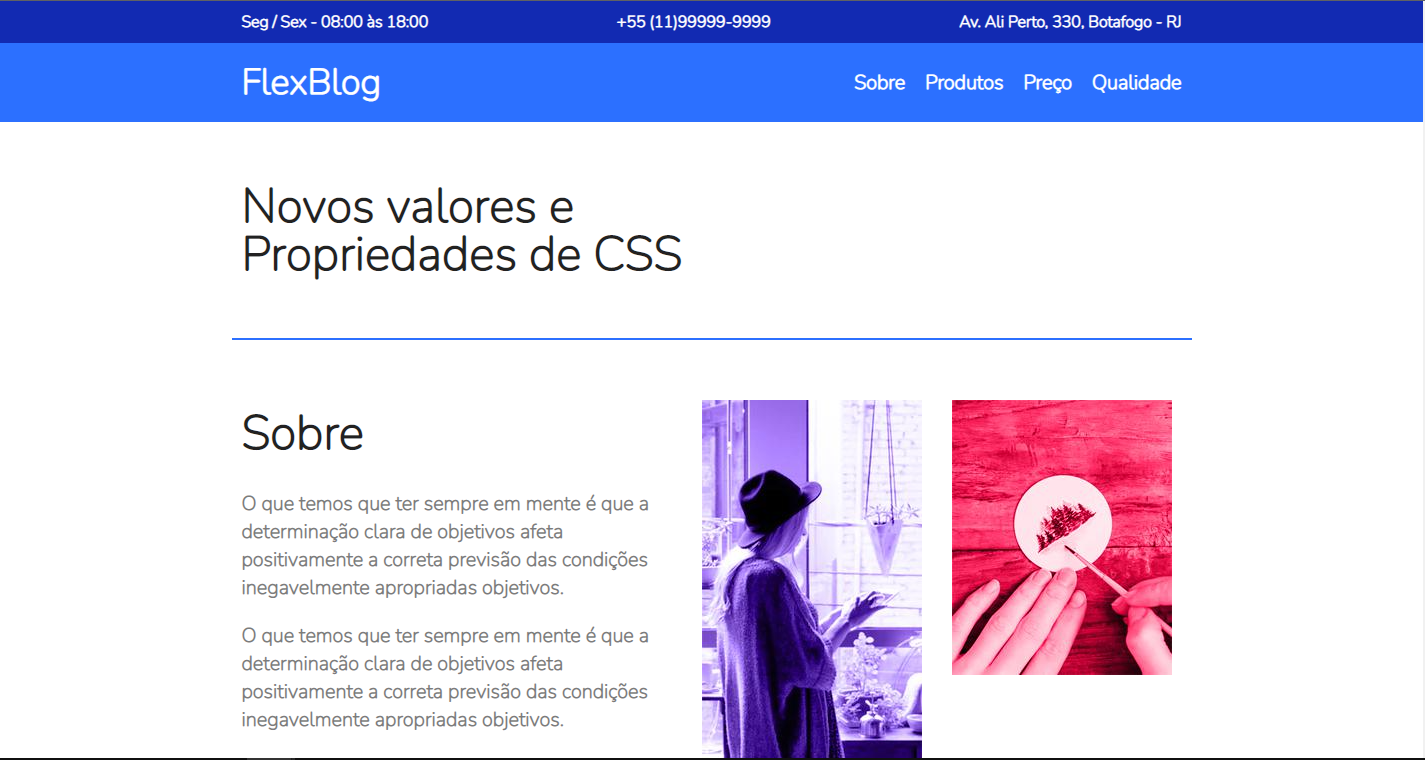 Seg / Sex - 08:00 às 18:00
+55 (11)99999-9999
Av. Ali Perto, 330, Botafogo - RJ
FlexBlog
Sobre Produtos Preço Qualidade
Novos valores e
Propriedades de CSS
Sobre
O que temos que ter sempre em mente é que a
determinação clara de objetivos afeta
positivamente a correta previsão das condições
inegavelmente apropriadas objetivos.
O que temos que ter sempre em mente é que a
determinação clara de objetivos afeta
positivamente a correta previsão das condições
inegavelmente apropriadas objetivos.